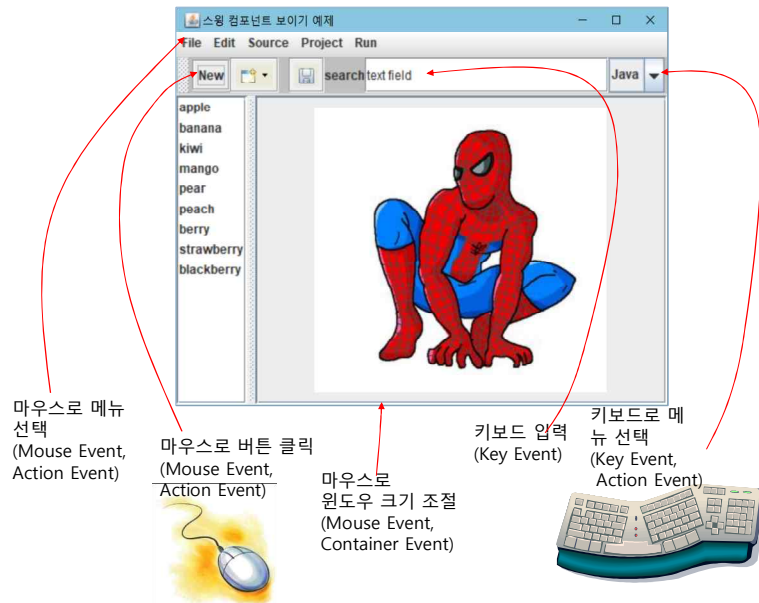 스윙 컴포넌트 보이기 예제
File Edit Source Project Run
New search text field Java
apple
banana
kiwi
mango
pear
peach
berry
strawberry
blackberry
마우스로 메뉴
선택
(Mouse Event,
Action Event)
마우스로 버튼 클릭
(Mouse Event,
Action Event)
마우스로
윈도우 크기 조절
(Mouse Event,
Container Event)
키보드 입력
(Key Event)
키보드로 메
뉴 선택
(Key Event,
Action Event)